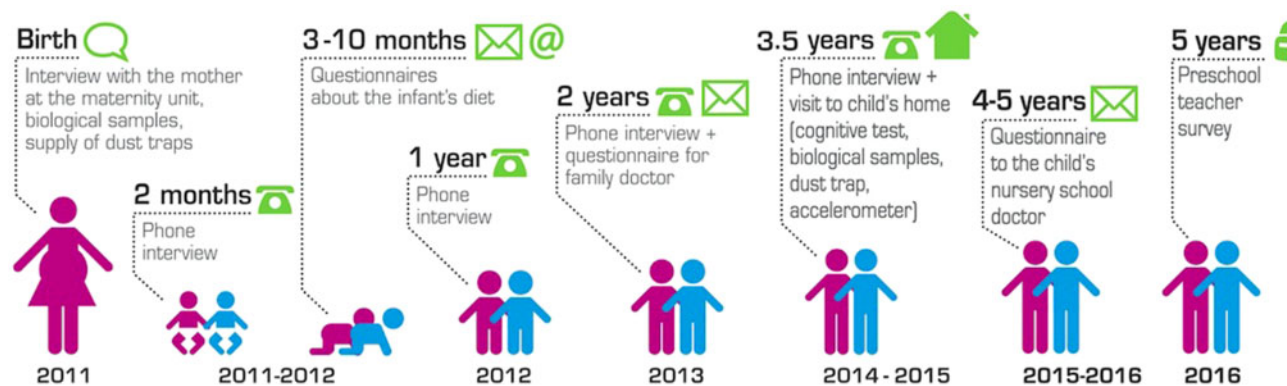 Birth
Interview with the mother
at the maternity unit,
biological samples,
supply of dust traps
2 months
Phone
interview
3-10 months @
Questionnaires
about the infant's diet
1 year
Phone
interview
2 years
Phone interview +
questionnaire for
family doctor
3.5 years
Phone interview +
visit to child's home
(cognitive test,
biological samples,
dust trap,
accelerometer)
4-5 years
Questionnaire
to the child's
nursery school
doctor
5 years
Preschool
teacher
survey
2011
2011-2012
2012
2013
2014 - 2015
2015-2016
2016